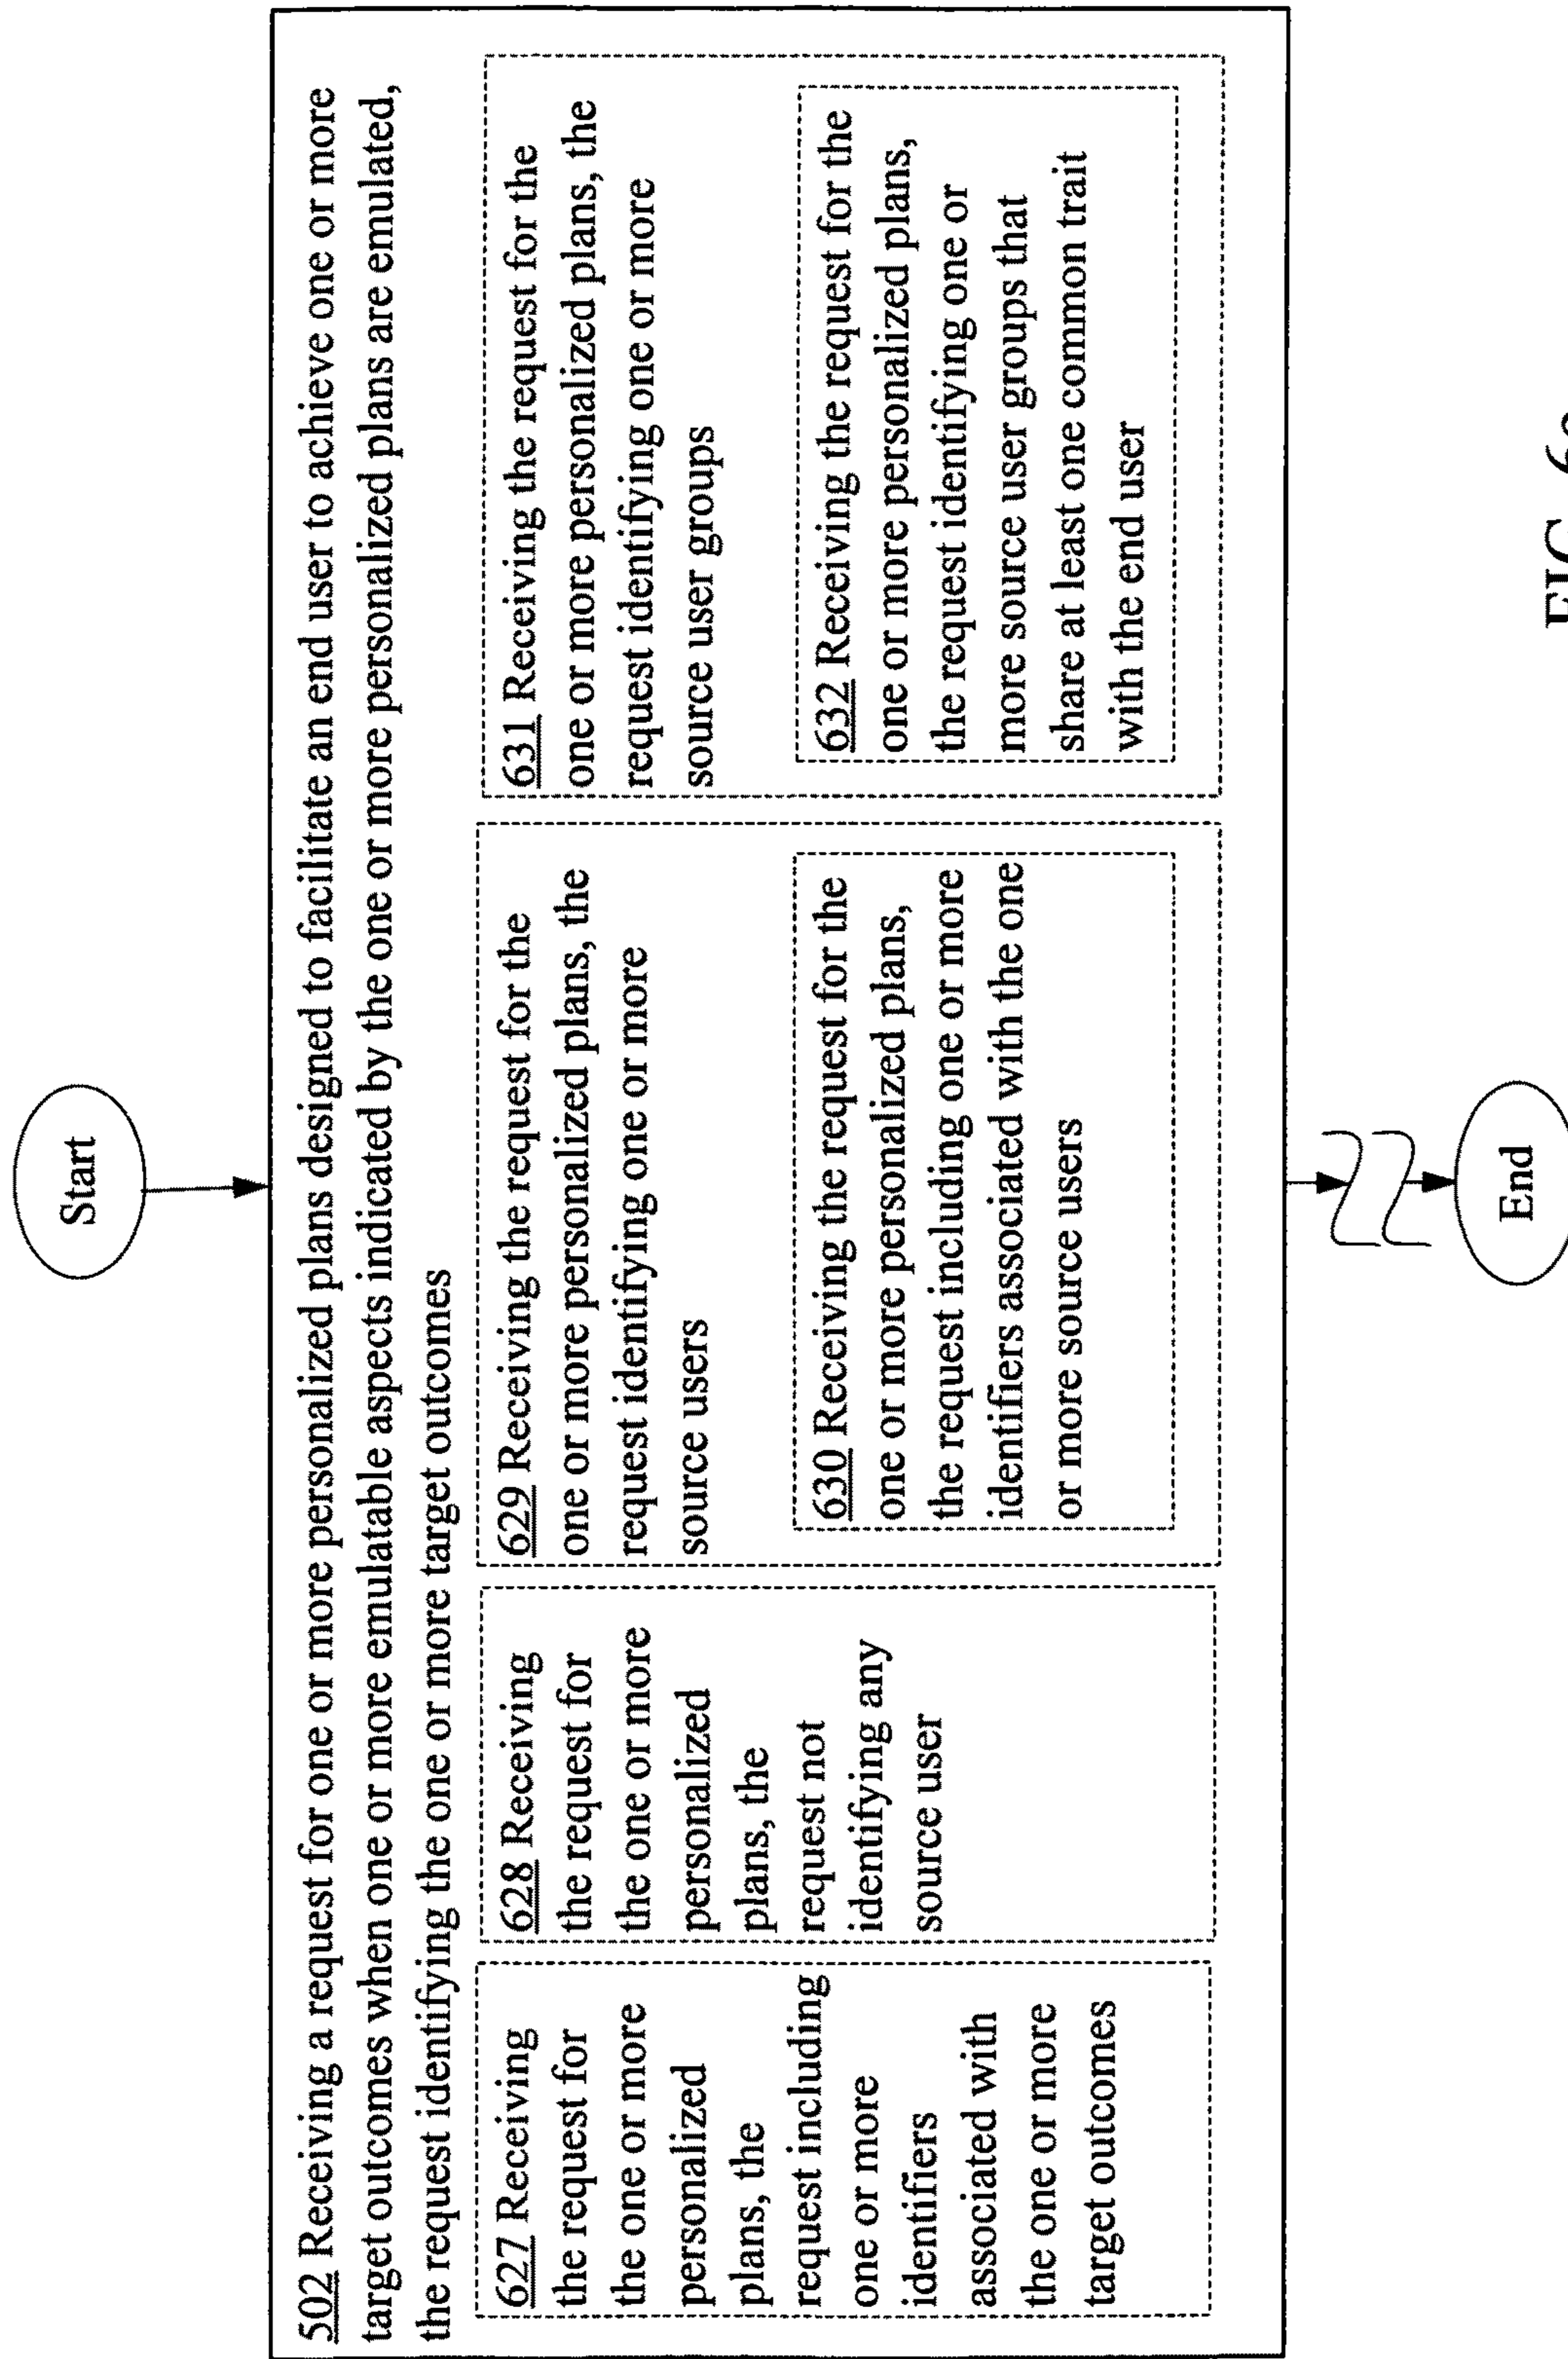 Start
502 Receiving a request for one or more personalized plans designed to facilitate an end user to achieve one or more
target outcomes when one or more emulatable aspects indicated by the one or more personalized plans are emulated,
the request identifying the one or more target outcomes
627 Receiving
the request for
the one or more
personalized
plans, the
request including
one or more
identifiers
associated with
the one or more
target outcomes
628 Receiving
the request for
the one or more
personalized
plans, the
request not
identifying any
source user
629 Receiving the request for the
one or more personalized plans, the
request identifying one or more
source users
630 Receiving the request for the
one or more personalized plans,
the request including one or more
identifiers associated with the one
or more source users
631 Receiving the request for the
one or more personalized plans, the
request identifying one or more
source user groups
632 Receiving the request for the
one or more personalized plans,
the request identifying one or
more source user groups that
share at least one common trait
with the end user
End